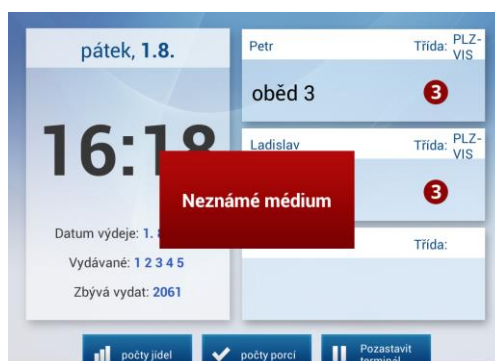 pátek, 1.8.
16:18
Datum výdeje: 1.
Vydávané: 1 2 3 4 5
Zbývá vydat: 2061
Petr
Třída: PLZ-
VIS
oběd 3
3
Ladislav
Třída: PLZ-
VIS
3
Neznámé médium
Třída:
počty jídel
počty porcí
Pozastavit
terminál